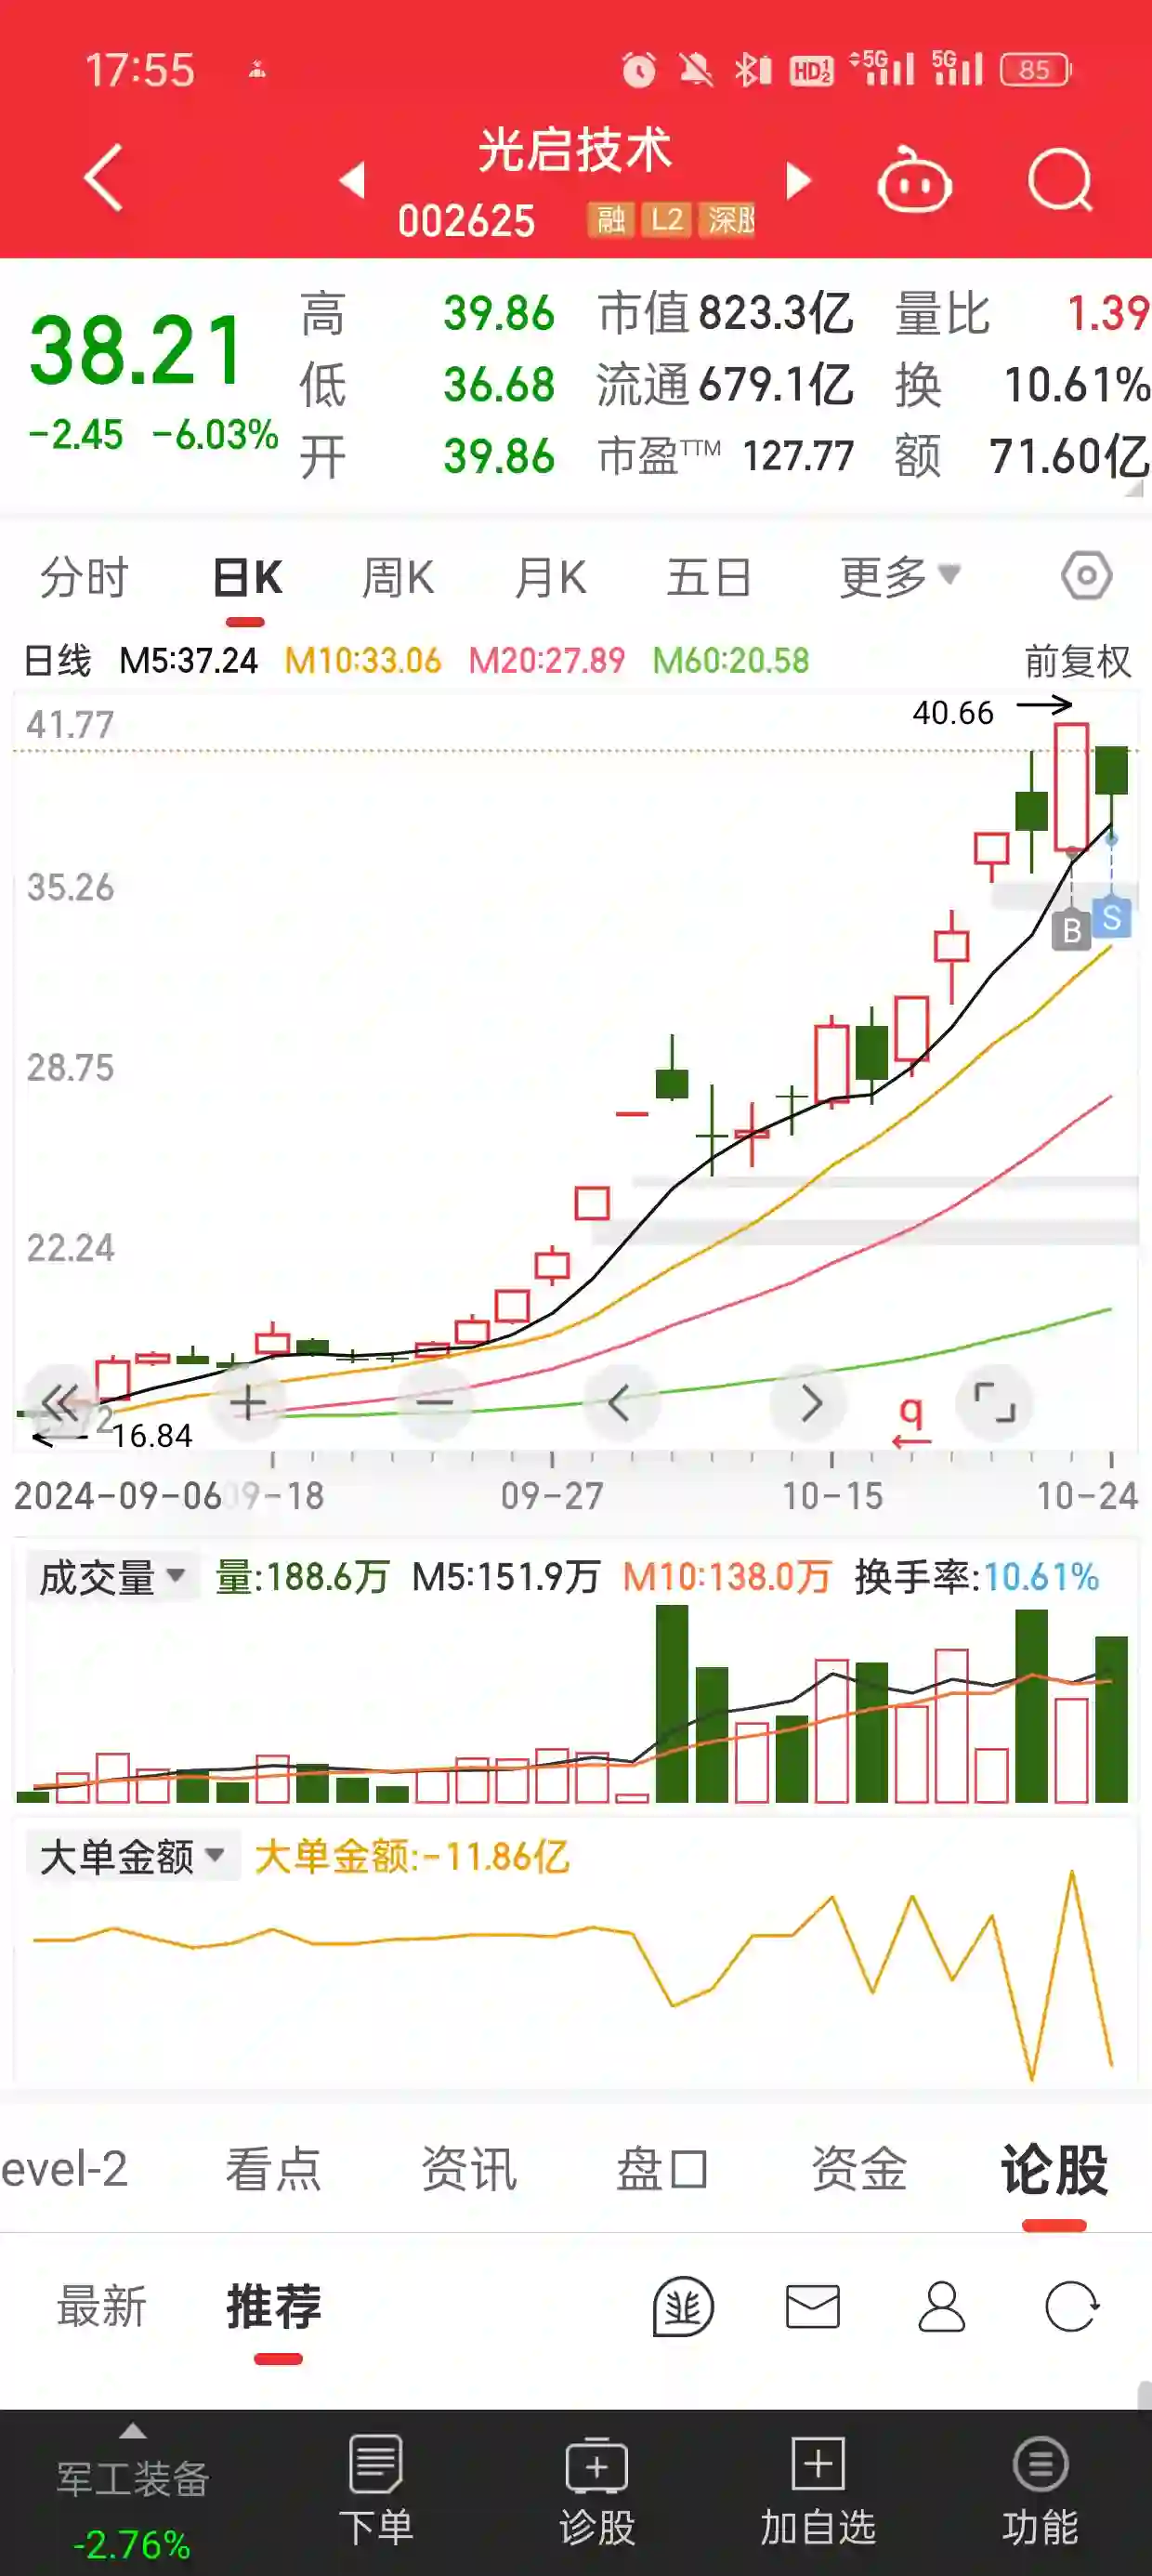 17:55 HD 1 2 5G 5G 85
光启技术
002625 融 L2 深股
38.21 高 39.86 市值 823.3亿 量比 1.39
-2.45 -6.03% 低 36.68 流通 679.1亿 换 10.61%
开 39.86 市盈TTM 127.77 额 71.60亿
分时 日K 周K 月K 五日 更多
日线 M5:37.24 M10:33.06 M20:27.89 M60:20.58 前复权
41.77
40.66
35.26
B S
28.75
22.24
72
q
16.84
2024-09-06 09-18 09-27 10-15 10-24
成交量 量:188.6万 M5:151.9万 M10:138.0万 换手率:10.61%
大单金额 大单金额:-11.86亿
evel-2 看点 资讯 盘口 资金 论股
最新 推荐
军工装备
-2.76%
下单 诊股 加自选 功能